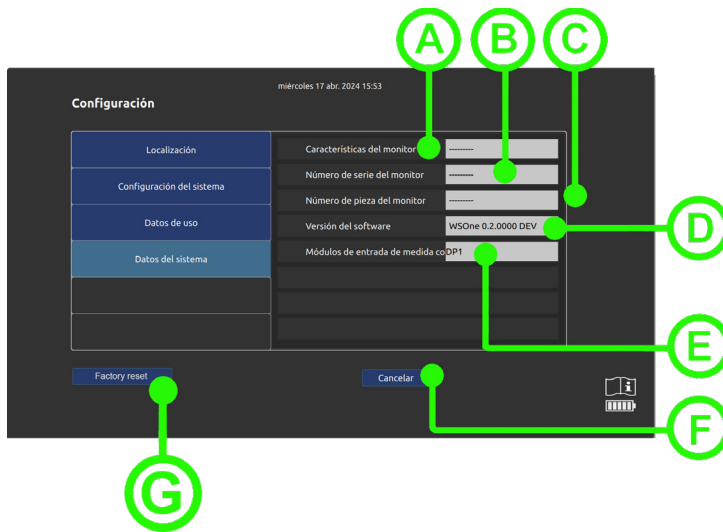 A B C
miércoles 17 abr. 2024 15:53
Configuración
Localización
Configuración del sistema
Datos de uso
Datos del sistema
Características del monitor
---------
Número de serie del monitor
---------
Número de pieza del monitor
---------
Versión del software
WSOne 0.2.0000 DEV
D
Módulos de entrada de medida co
DP1
E
Factory reset
Cancelar
F
G